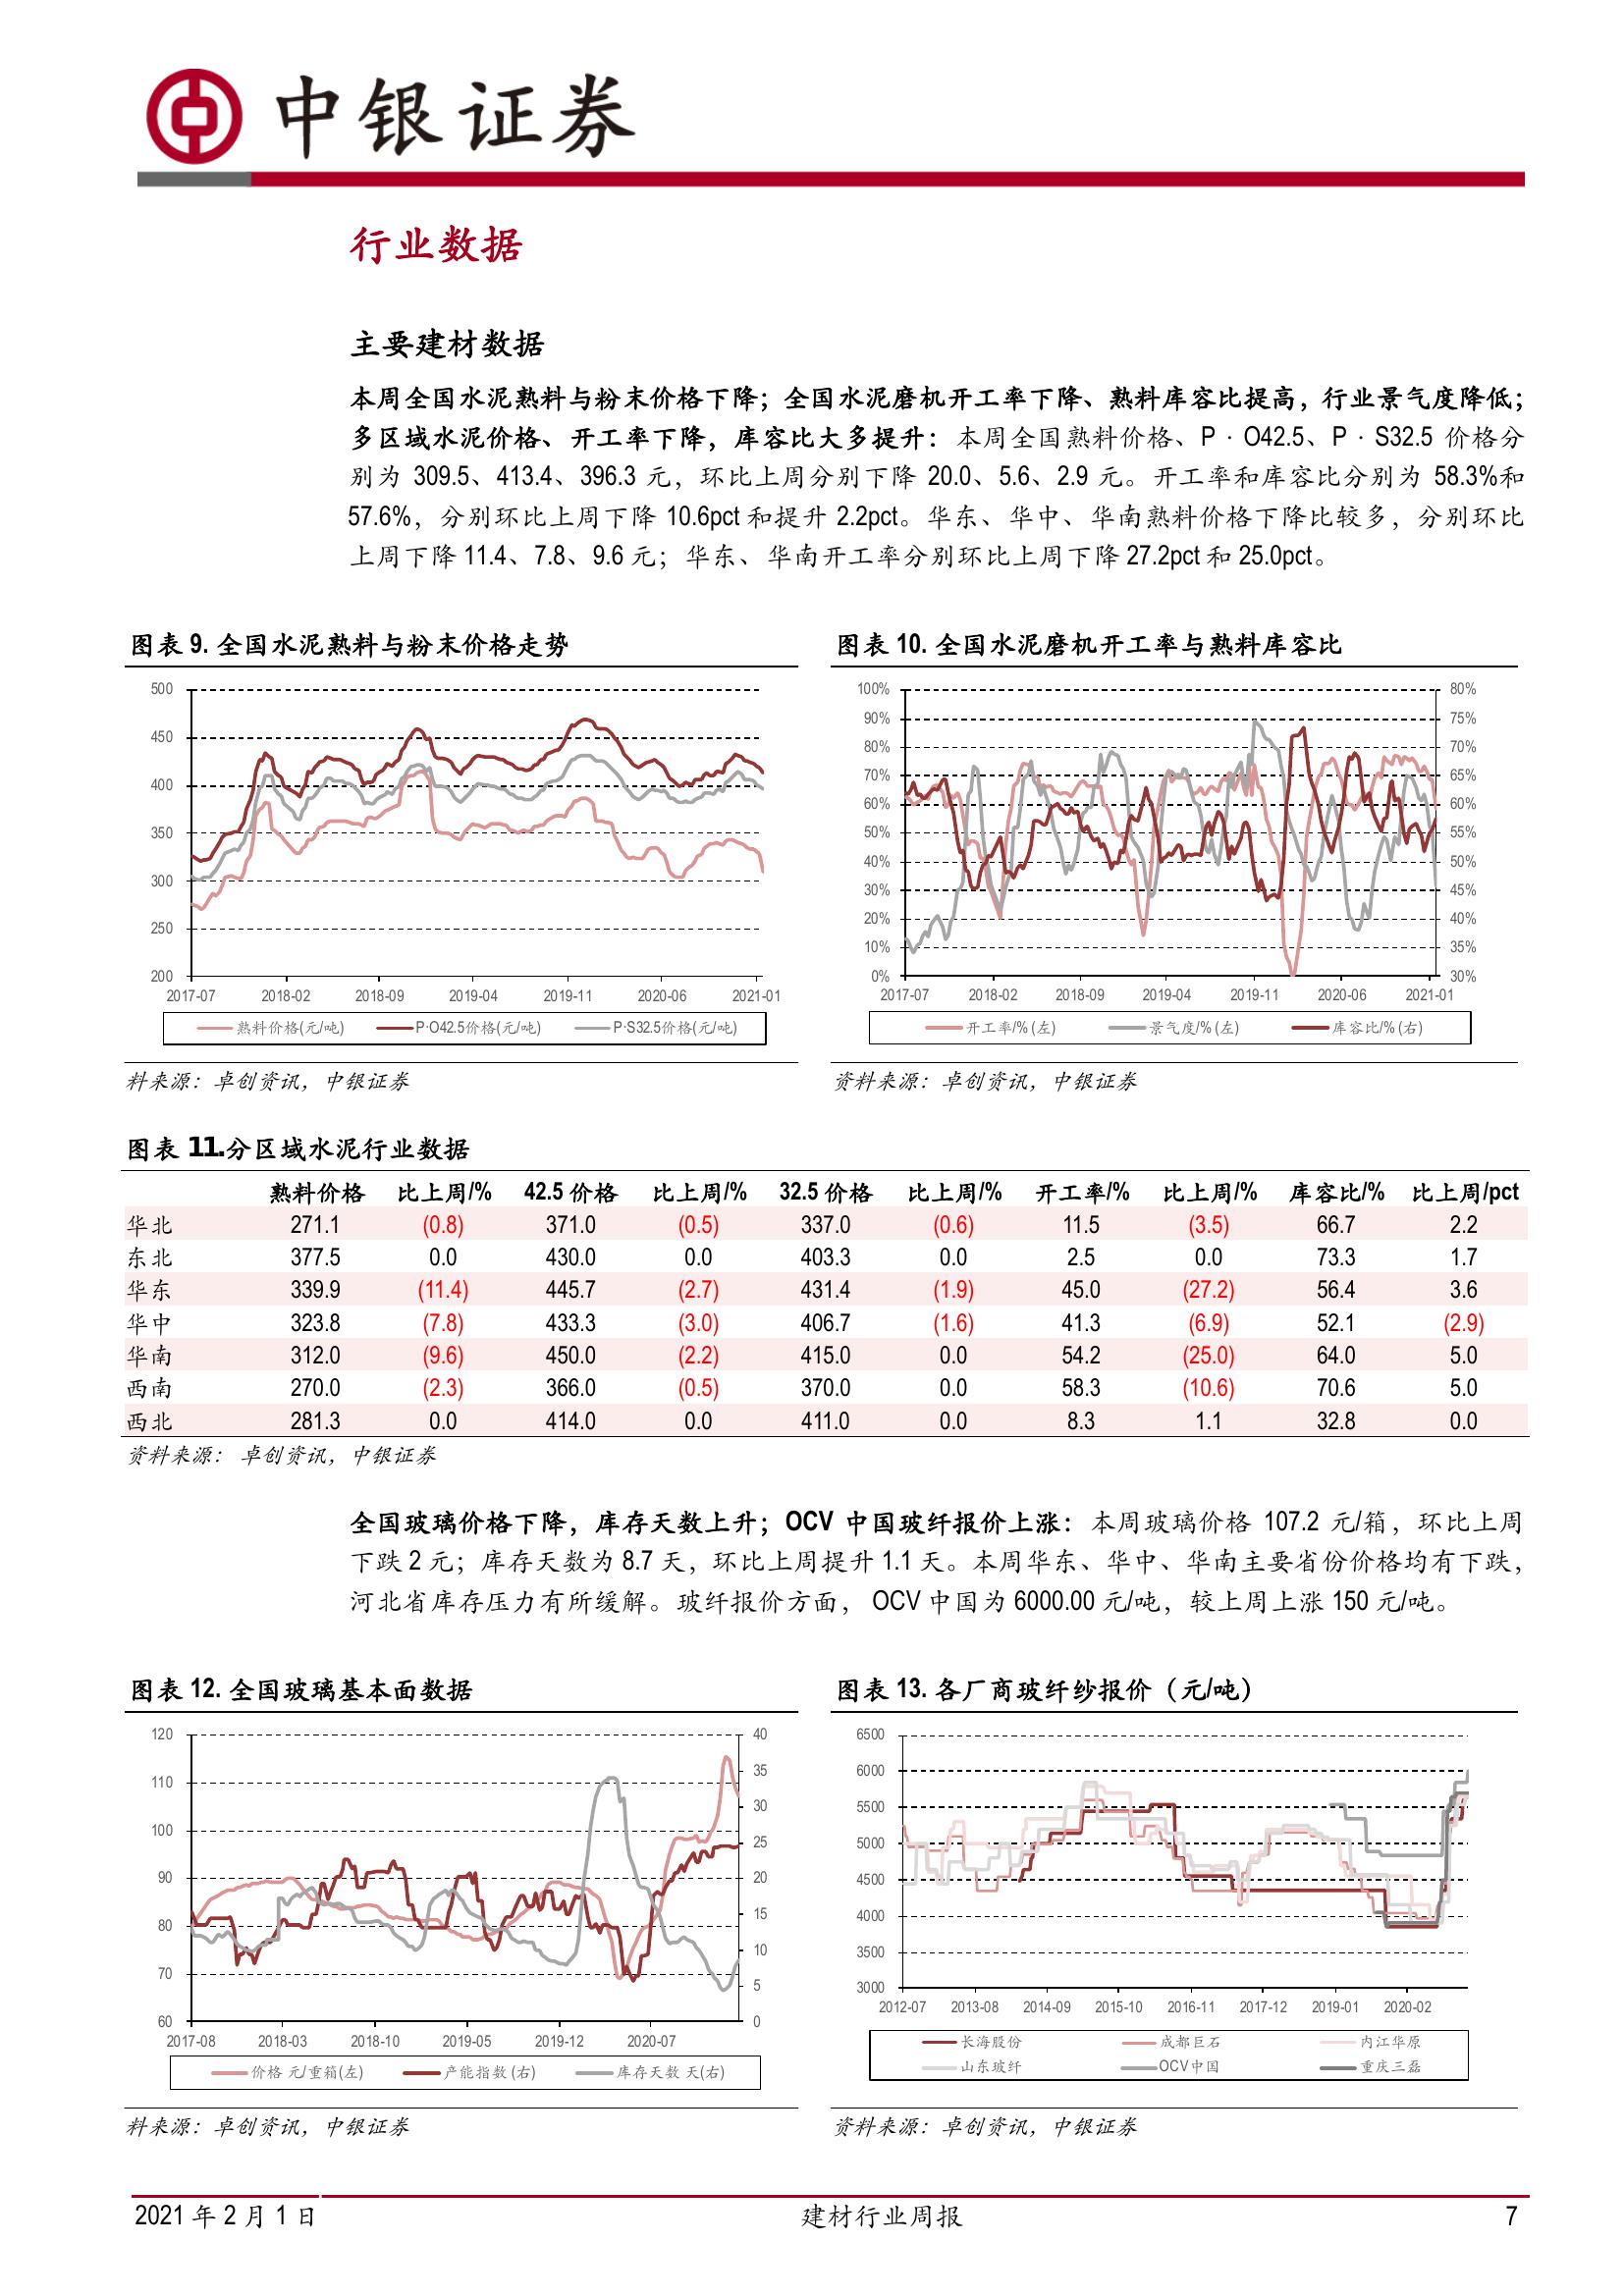 中银证券
行业数据
主要建材数据
本周全国水泥熟料与粉末价格下降；全国水泥磨机开工率下降、熟料库容比提高，行业景气度降低；
多区域水泥价格、开工率下降，库容比大多提升：本周全国熟料价格、P · O42.5、P · S32.5 价格分
别为 309.5、413.4、396.3 元，环比上周分别下降 20.0、5.6、2.9 元。开工率和库容比分别为 58.3%和
57.6%，分别环比上周下降 10.6pct 和提升 2.2pct。华东、华中、华南熟料价格下降比较多，分别环比
上周下降 11.4、7.8、9.6 元；华东、华南开工率分别环比上周下降 27.2pct 和 25.0pct。
图表 9. 全国水泥熟料与粉末价格走势
500
450
400
350
300
250
200
2017-07 2018-02 2018-09 2019-04 2019-11 2020-06 2021-01
熟料价格(元/吨) P·O42.5价格(元/吨) P·S32.5价格(元/吨)
料来源：卓创资讯，中银证券
图表 10. 全国水泥磨机开工率与熟料库容比
100% 80%
90% 75%
80% 70%
70% 65%
60% 60%
50% 55%
40% 50%
30% 45%
20% 40%
10% 35%
0% 30%
2017-07 2018-02 2018-09 2019-04 2019-11 2020-06 2021-01
开工率/% (左) 景气度/% (左) 库容比/% (右)
资料来源：卓创资讯，中银证券
图表 11.分区域水泥行业数据
熟料价格 比上周/% 42.5 价格 比上周/% 32.5 价格 比上周/% 开工率/% 比上周/% 库容比/% 比上周/pct
华北 271.1 (0.8) 371.0 (0.5) 337.0 (0.6) 11.5 (3.5) 66.7 2.2
东北 377.5 0.0 430.0 0.0 403.3 0.0 2.5 0.0 73.3 1.7
华东 339.9 (11.4) 445.7 (2.7) 431.4 (1.9) 45.0 (27.2) 56.4 3.6
华中 323.8 (7.8) 433.3 (3.0) 406.7 (1.6) 41.3 (6.9) 52.1 (2.9)
华南 312.0 (9.6) 450.0 (2.2) 415.0 0.0 54.2 (25.0) 64.0 5.0
西南 270.0 (2.3) 366.0 (0.5) 370.0 0.0 58.3 (10.6) 70.6 5.0
西北 281.3 0.0 414.0 0.0 411.0 0.0 8.3 1.1 32.8 0.0
资料来源： 卓创资讯，中银证券
全国玻璃价格下降，库存天数上升；OCV 中国玻纤报价上涨：本周玻璃价格 107.2 元/箱，环比上周
下跌 2 元；库存天数为 8.7 天，环比上周提升 1.1 天。本周华东、华中、华南主要省份价格均有下跌，
河北省库存压力有所缓解。玻纤报价方面， OCV 中国为 6000.00 元/吨，较上周上涨 150 元/吨。
图表 12. 全国玻璃基本面数据
120 40
110 35
100 30
90 25
80 20
70 15
60 10
5
0
2017-08 2018-03 2018-10 2019-05 2019-12 2020-07
价格 元/重箱(左) 产能指数 (右) 库存天数 天(右)
料来源：卓创资讯，中银证券
图表 13. 各厂商玻纤纱报价（元/吨）
6500
6000
5500
5000
4500
4000
3500
3000
2012-07 2013-08 2014-09 2015-10 2016-11 2017-12 2019-01 2020-02
长海股份 成都巨石 内江华原
山东玻纤 OCV中国 重庆三磊
资料来源：卓创资讯，中银证券
2021 年 2 月 1 日 建材行业周报 7